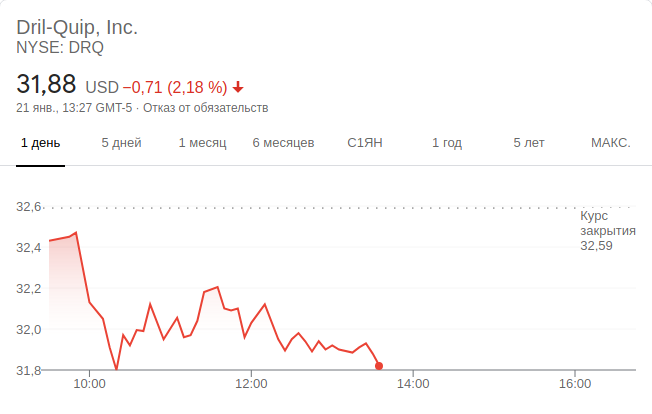 Dril-Quip, Inc.
NYSE: DRQ
31,88 USD −0,71 (2,18 %)
21 янв., 13:27 GMT-5 · Отказ от обязательств
1 день 5 дней 1 месяц 6 месяцев С1ЯН 1 год 5 лет МАКС.
32,6
Курс
закрытия
32,59
32,4
32,2
32,0
31,8
10:00 12:00 14:00 16:00